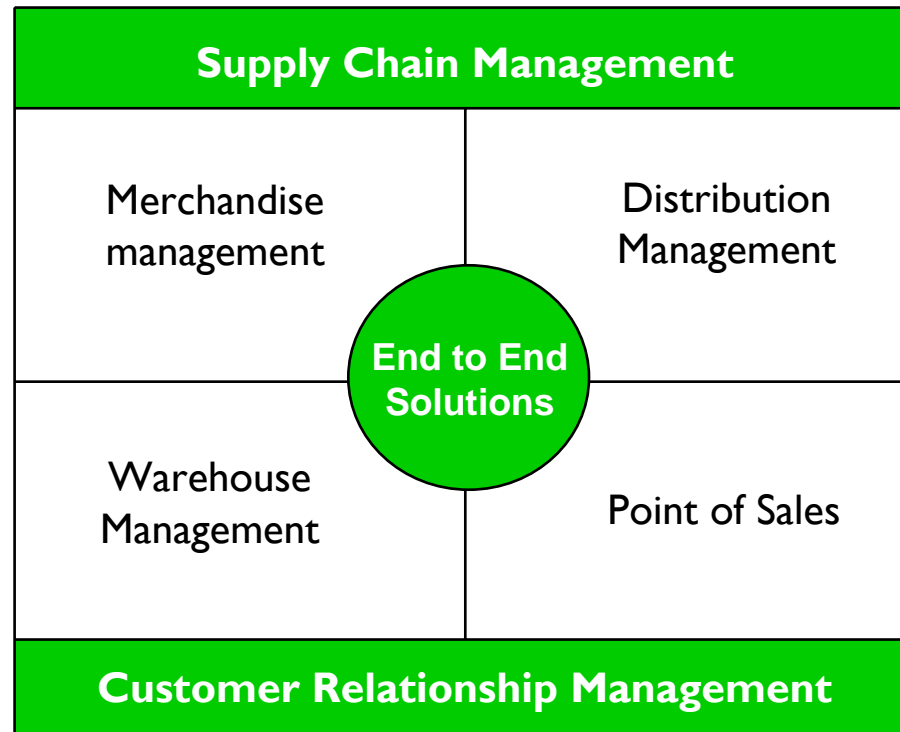 Supply Chain Management
Merchandise
management
Distribution
Management
End to End
Solutions
Warehouse
Management
Point of Sales
Customer Relationship Management